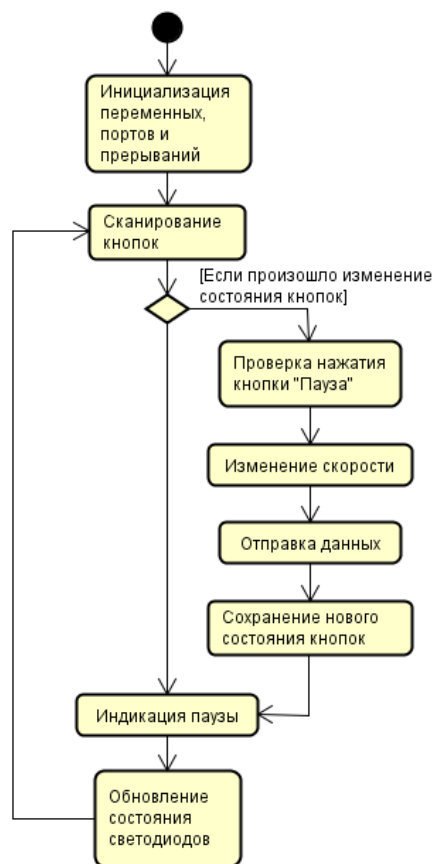 Инициализация
переменных,
портов и
прерываний
Сканирование
кнопок
[Если произошло изменение
состояния кнопок]
Проверка нажатия
кнопки "Пауза"
Изменение скорости
Отправка данных
Сохранение нового
состояния кнопок
Индикация паузы
Обновление
состояния
светодиодов